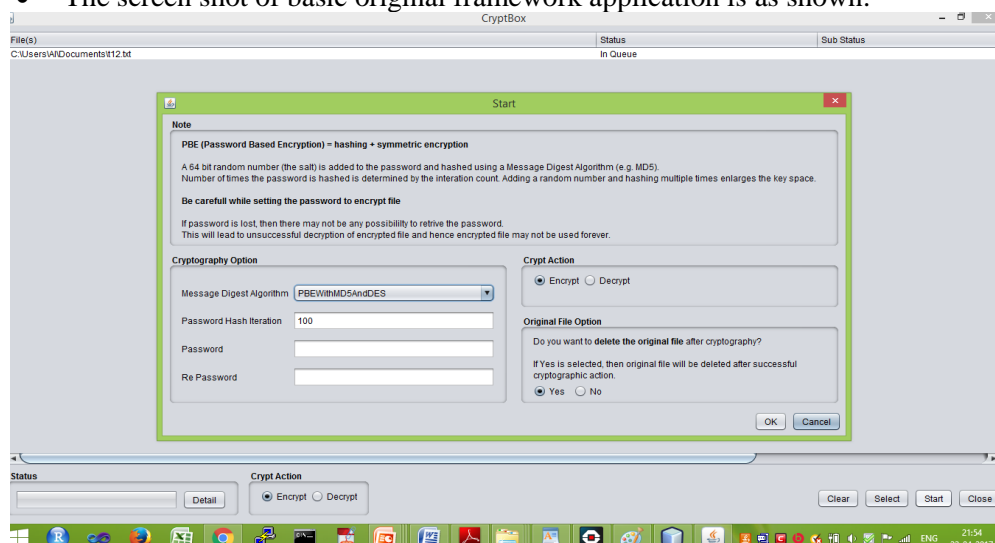 The screen shot of basic original framework application is as shown:
CryptBox
File(s) Status Sub Status
C:\Users\Al\Documents\t12.txt In Queue
Start
Note
PBE (Password Based Encryption) = hashing + symmetric encryption
A 64 bit random number (the salt) is added to the password and hashed using a Message Digest Algorithm (e.g. MD5).
Number of times the password is hashed is determined by the interation count. Adding a random number and hashing multiple times enlarges the key space.
Be carefull while setting the password to encrypt file
If password is lost, then there may not be any possibililty to retrive the password.
This will lead to unsuccessful decryption of encrypted file and hence encrypted file may not be used forever.
Cryptography Option
Message Digest Algorithm PBEWithMD5AndDES
Password Hash Iteration 100
Password
Re Password
Crypt Action
Encrypt Decrypt
Original File Option
Do you want to delete the original file after cryptography?
If Yes is selected, then original file will be deleted after successful
cryptographic action.
Yes No
OK Cancel
Status
Detail
Crypt Action
Encrypt Decrypt
Clear Select Start Close
ENG 21:54